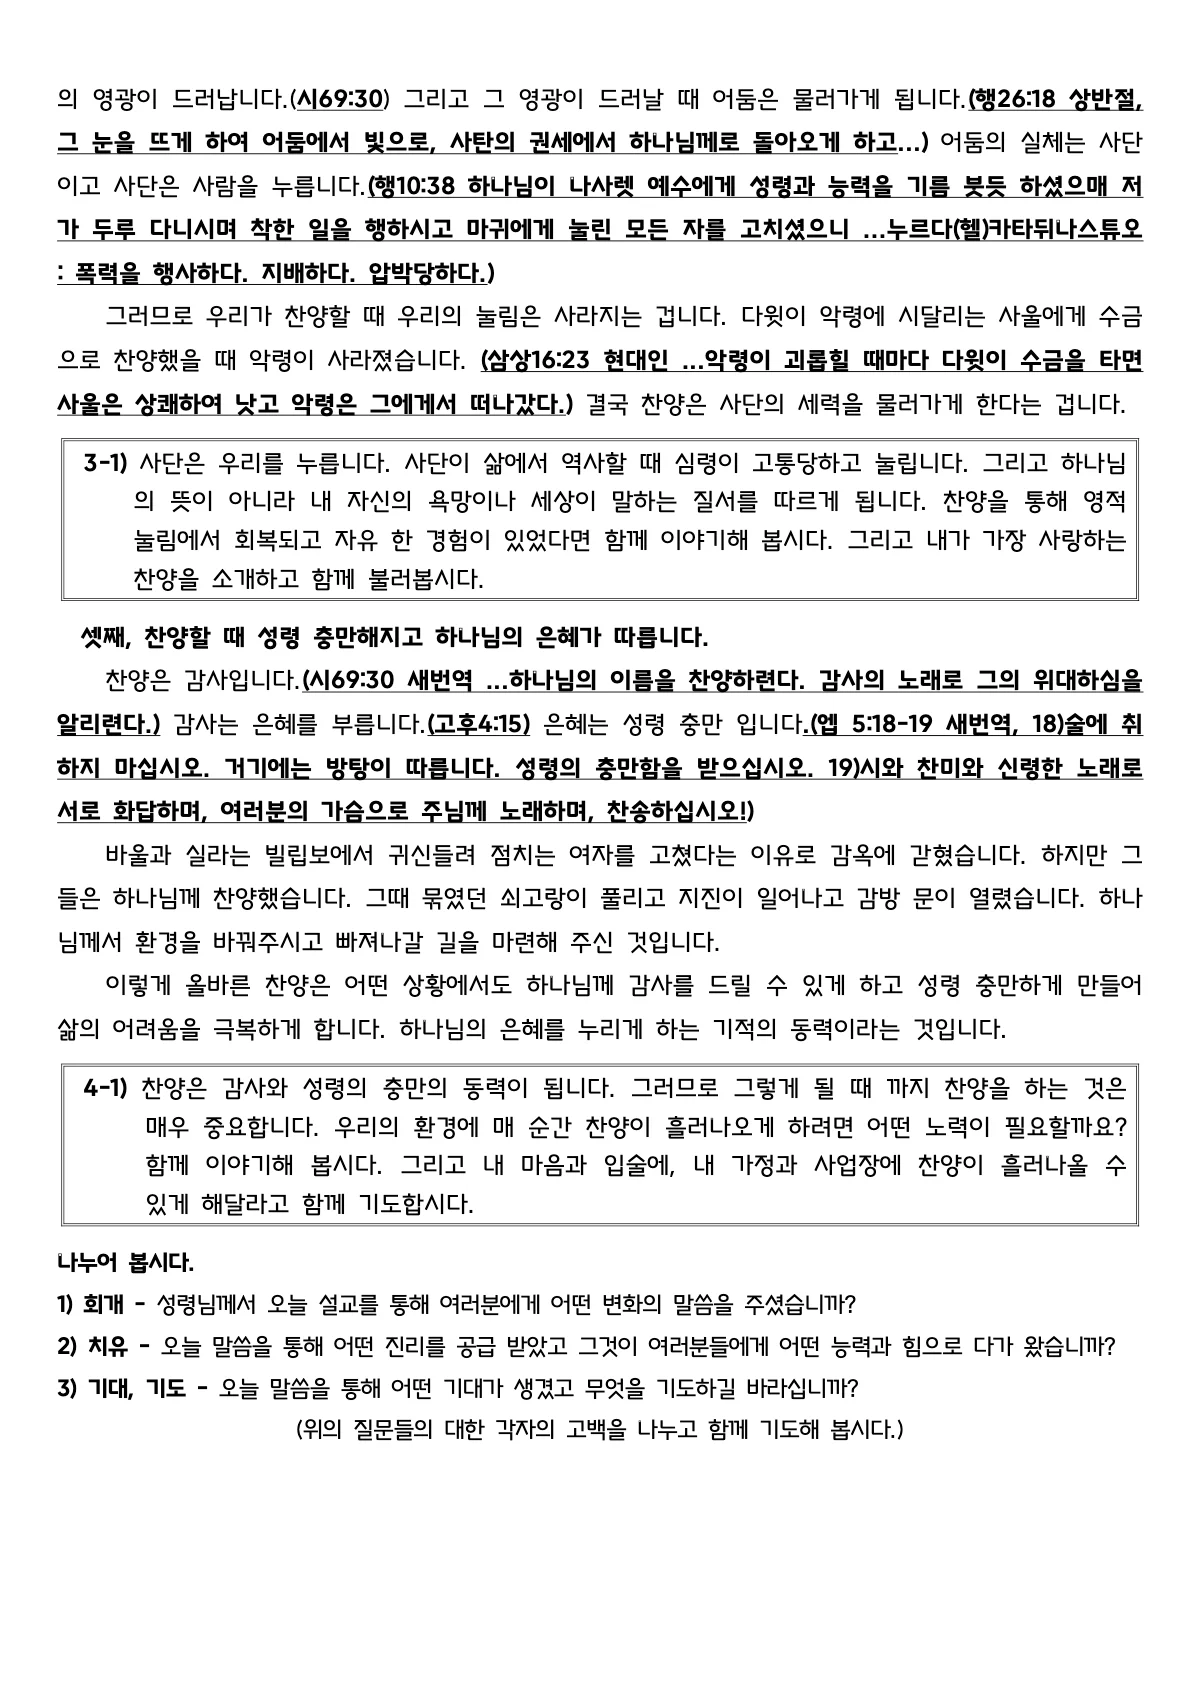 의 영광이 드러납니다.(시69:30) 그리고 그 영광이 드러날 때 어둠은 물러가게 됩니다.(행26:18 상반절,
그 눈을 뜨게 하여 어둠에서 빛으로, 사탄의 권세에서 하나님께로 돌아오게 하고...) 어둠의 실체는 사단
이고 사단은 사람을 누릅니다.(행10:38 하나님이 나사렛 예수에게 성령과 능력을 기름 붓듯 하셨으매 저
가 두루 다니시며 착한 일을 행하시고 마귀에게 눌린 모든 자를 고치셨으니 ...누르다(헬)카타뒤나스튜오
: 폭력을 행사하다. 지배하다. 압박당하다.)
그러므로 우리가 찬양할 때 우리의 눌림은 사라지는 겁니다. 다윗이 악령에 시달리는 사울에게 수금
으로 찬양했을 때 악령이 사라졌습니다. (삼상16:23 현대인 ...악령이 괴롭힐 때마다 다윗이 수금을 타면
사울은 상쾌하여 낫고 악령은 그에게서 떠나갔다.) 결국 찬양은 사단의 세력을 물러가게 한다는 겁니다.
3-1) 사단은 우리를 누릅니다. 사단이 삶에서 역사할 때 심령이 고통당하고 눌립니다. 그리고 하나님
의 뜻이 아니라 내 자신의 욕망이나 세상이 말하는 질서를 따르게 됩니다. 찬양을 통해 영적
눌림에서 회복되고 자유 한 경험이 있었다면 함께 이야기해 봅시다. 그리고 내가 가장 사랑하는
찬양을 소개하고 함께 불러봅시다.
셋째, 찬양할 때 성령 충만해지고 하나님의 은혜가 따릅니다.
찬양은 감사입니다.(시69:30 새번역 ...하나님의 이름을 찬양하련다. 감사의 노래로 그의 위대하심을
알리련다.) 감사는 은혜를 부릅니다.(고후4:15) 은혜는 성령 충만 입니다.(엡 5:18-19 새번역, 18)술에 취
하지 마십시오. 거기에는 방탕이 따릅니다. 성령의 충만함을 받으십시오. 19)시와 찬미와 신령한 노래로
서로 화답하며, 여러분의 가슴으로 주님께 노래하며, 찬송하십시오!)
바울과 실라는 빌립보에서 귀신들려 점치는 여자를 고쳤다는 이유로 감옥에 갇혔습니다. 하지만 그
들은 하나님께 찬양했습니다. 그때 묶였던 쇠고랑이 풀리고 지진이 일어나고 감방 문이 열렸습니다. 하나
님께서 환경을 바꿔주시고 빠져나갈 길을 마련해 주신 것입니다.
이렇게 올바른 찬양은 어떤 상황에서도 하나님께 감사를 드릴 수 있게 하고 성령 충만하게 만들어
삶의 어려움을 극복하게 합니다. 하나님의 은혜를 누리게 하는 기적의 동력이라는 것입니다.
4-1) 찬양은 감사와 성령의 충만의 동력이 됩니다. 그러므로 그렇게 될 때 까지 찬양을 하는 것은
매우 중요합니다. 우리의 환경에 매 순간 찬양이 흘러나오게 하려면 어떤 노력이 필요할까요?
함께 이야기해 봅시다. 그리고 내 마음과 입술에, 내 가정과 사업장에 찬양이 흘러나올 수
있게 해달라고 함께 기도합시다.
나누어 봅시다.
1) 회개 - 성령님께서 오늘 설교를 통해 여러분에게 어떤 변화의 말씀을 주셨습니까?
2) 치유 - 오늘 말씀을 통해 어떤 진리를 공급 받았고 그것이 여러분들에게 어떤 능력과 힘으로 다가 왔습니까?
3) 기대, 기도 - 오늘 말씀을 통해 어떤 기대가 생겼고 무엇을 기도하길 바라십니까?
(위의 질문들의 대한 각자의 고백을 나누고 함께 기도해 봅시다.)